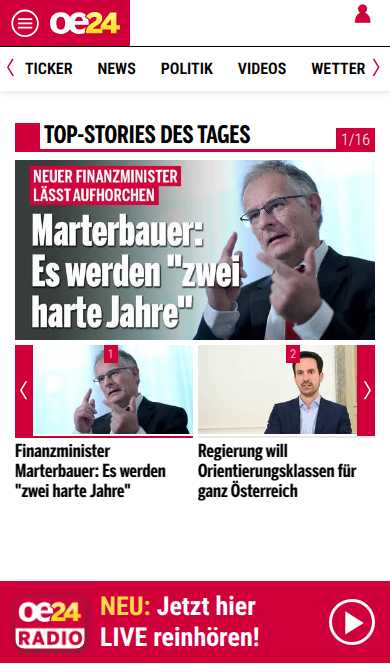 oe24
TICKER NEWS POLITIK VIDEOS WETTER
TOP-STORIES DES TAGES
1/16
NEUER FINANZMINISTER
LÄSST AUFHORCHEN
Marterbauer:
Es werden "zwei
harte Jahre"
1
2
Finanzminister
Marterbauer: Es werden
"zwei harte Jahre"
Regierung will
Orientierungsklassen für
ganz Österreich
oe24
RADIO
NEU: Jetzt hier
LIVE reinhören!